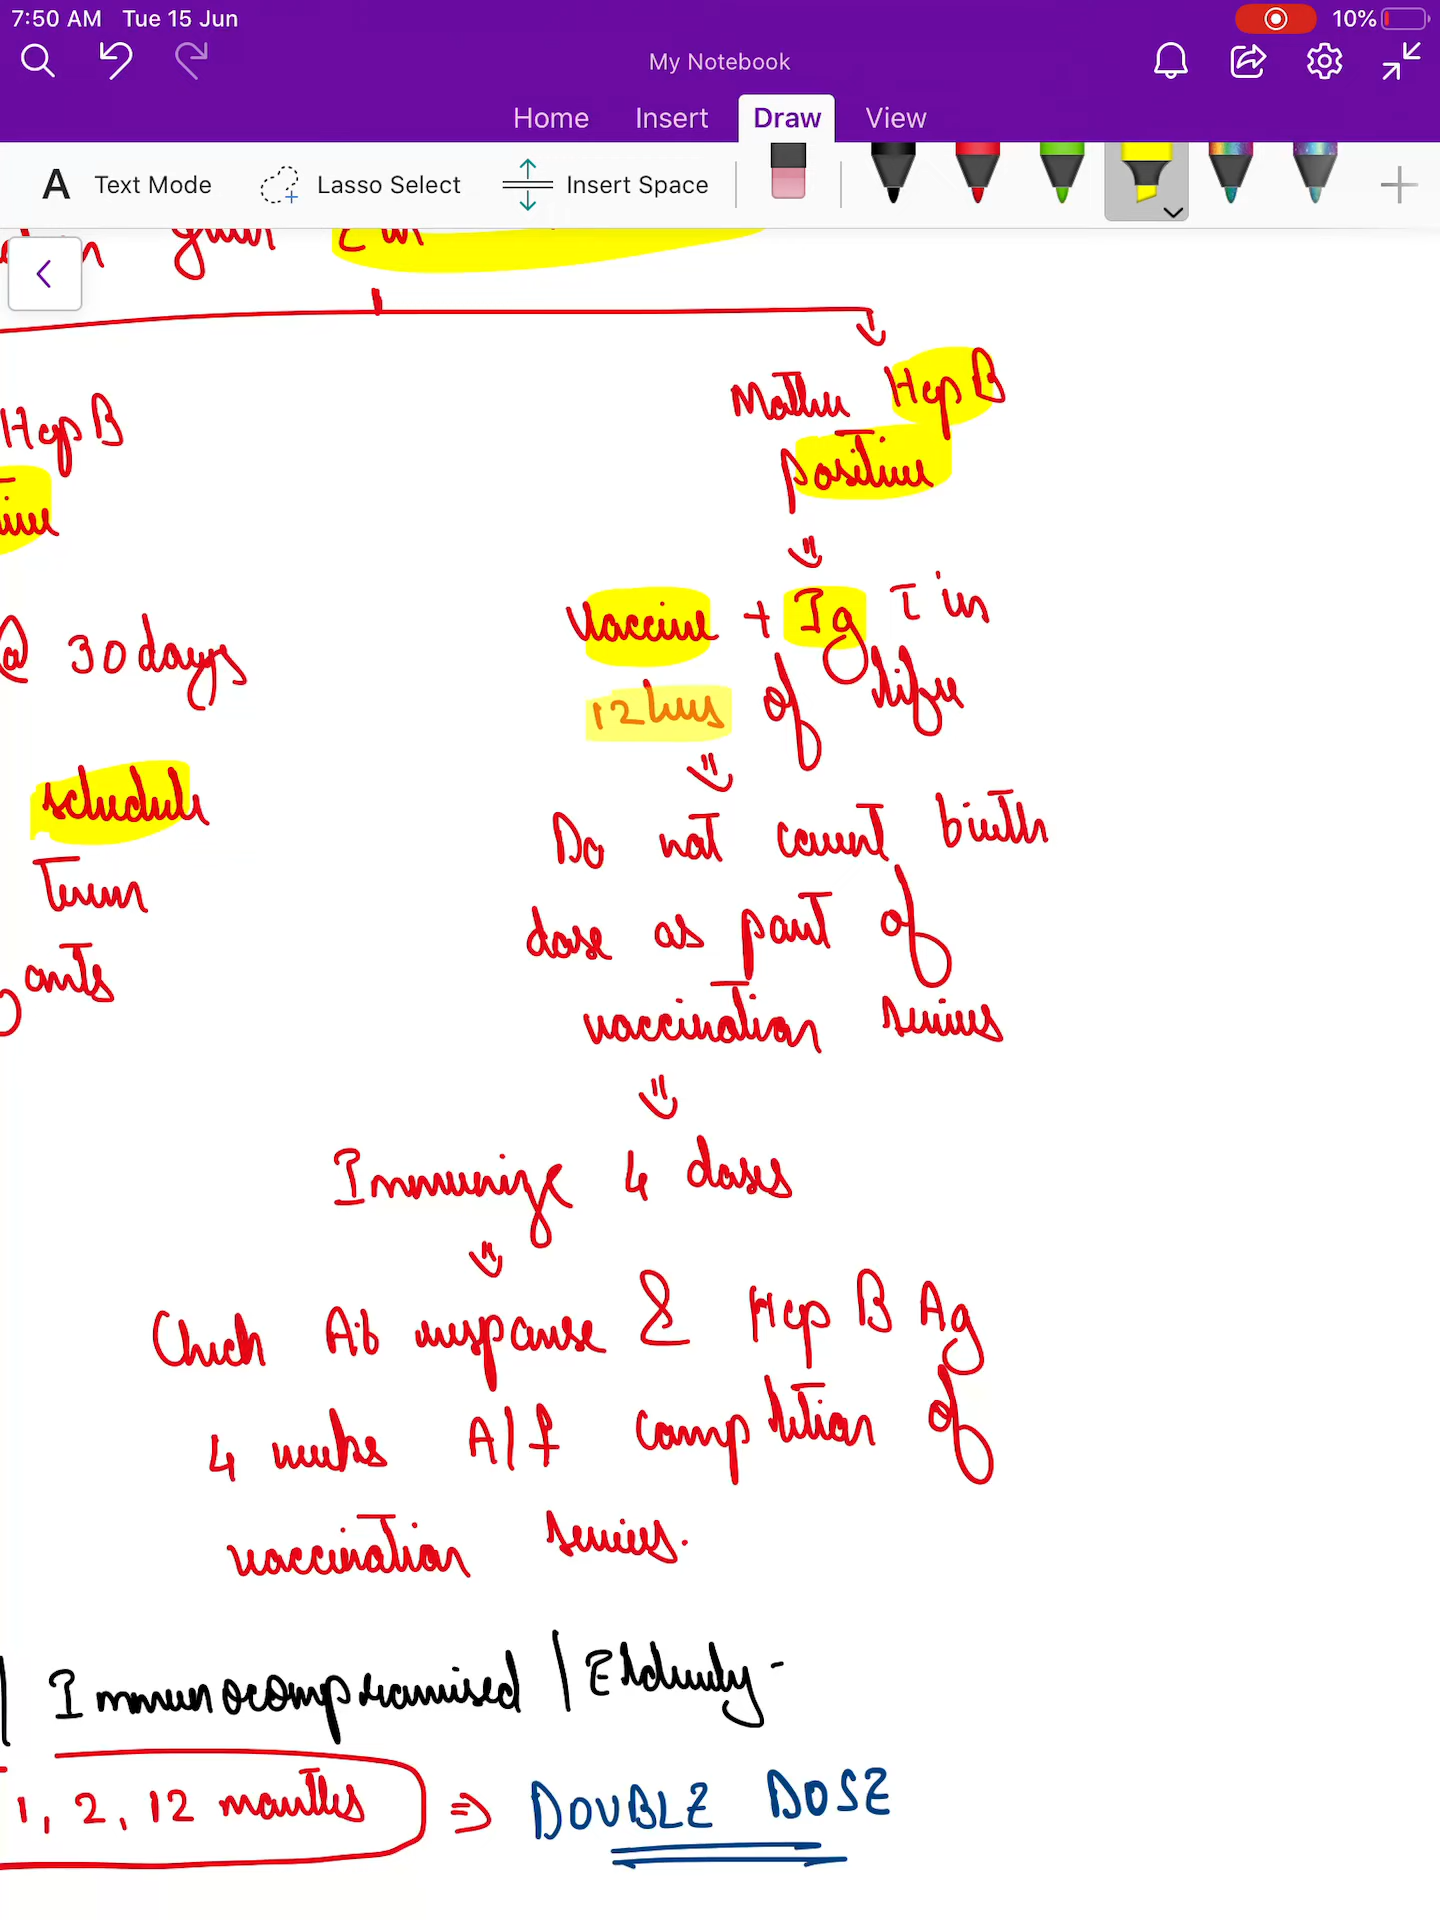 7:50 AM Tue 15 Jun
10%
My Notebook
Home Insert Draw View
A Text Mode Lasso Select Insert Space
Mother Hep B
positive
Hep B
@ 30 days
vaccine + Ig in
12 hrs of life
schedule
Term
Do not count birth
dose as part of
vaccination series
Immunize 4 doses
Check Ab response & Hep B Ag
4 weeks A/f completion of
vaccination series.
Immunocompromised / Elderly -
1, 2, 12 months ⇒ DOUBLE DOSE